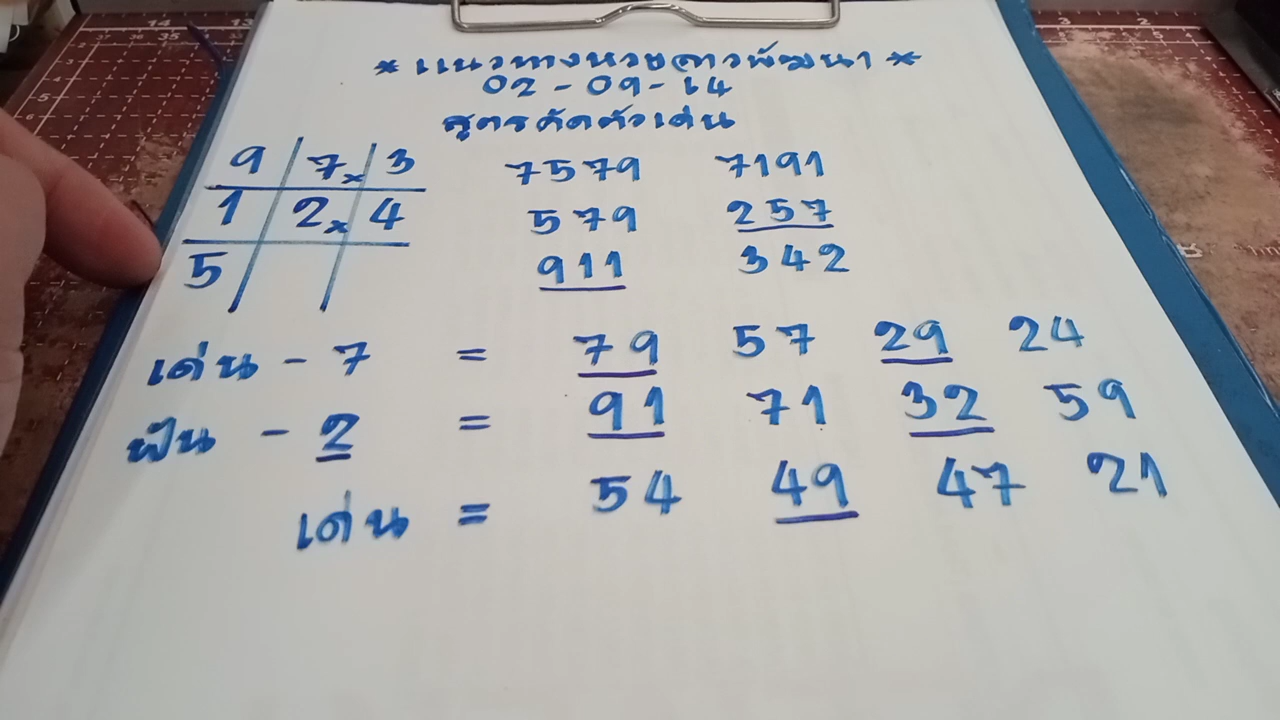 * แนวทางหวยลาวพัฒนา *
02 - 09 - 64
สูตรคัดตัวเด่น
9 7x 3
1 2x 4
5
7579 7191
579 257
911 342
เด่น - 7 = 79 57 29 24
ฟัน - 2 = 91 71 32 59
เด่น = 54 49 47 21